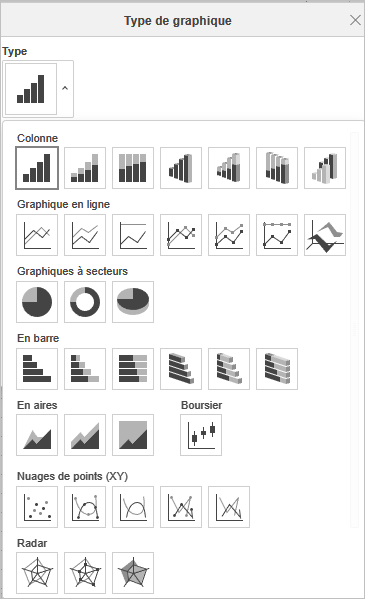 Type de graphique
Type
Colonne
Graphique en ligne
Graphiques à secteurs
En barre
En aires
Boursier
Nuages de points (XY)
Radar